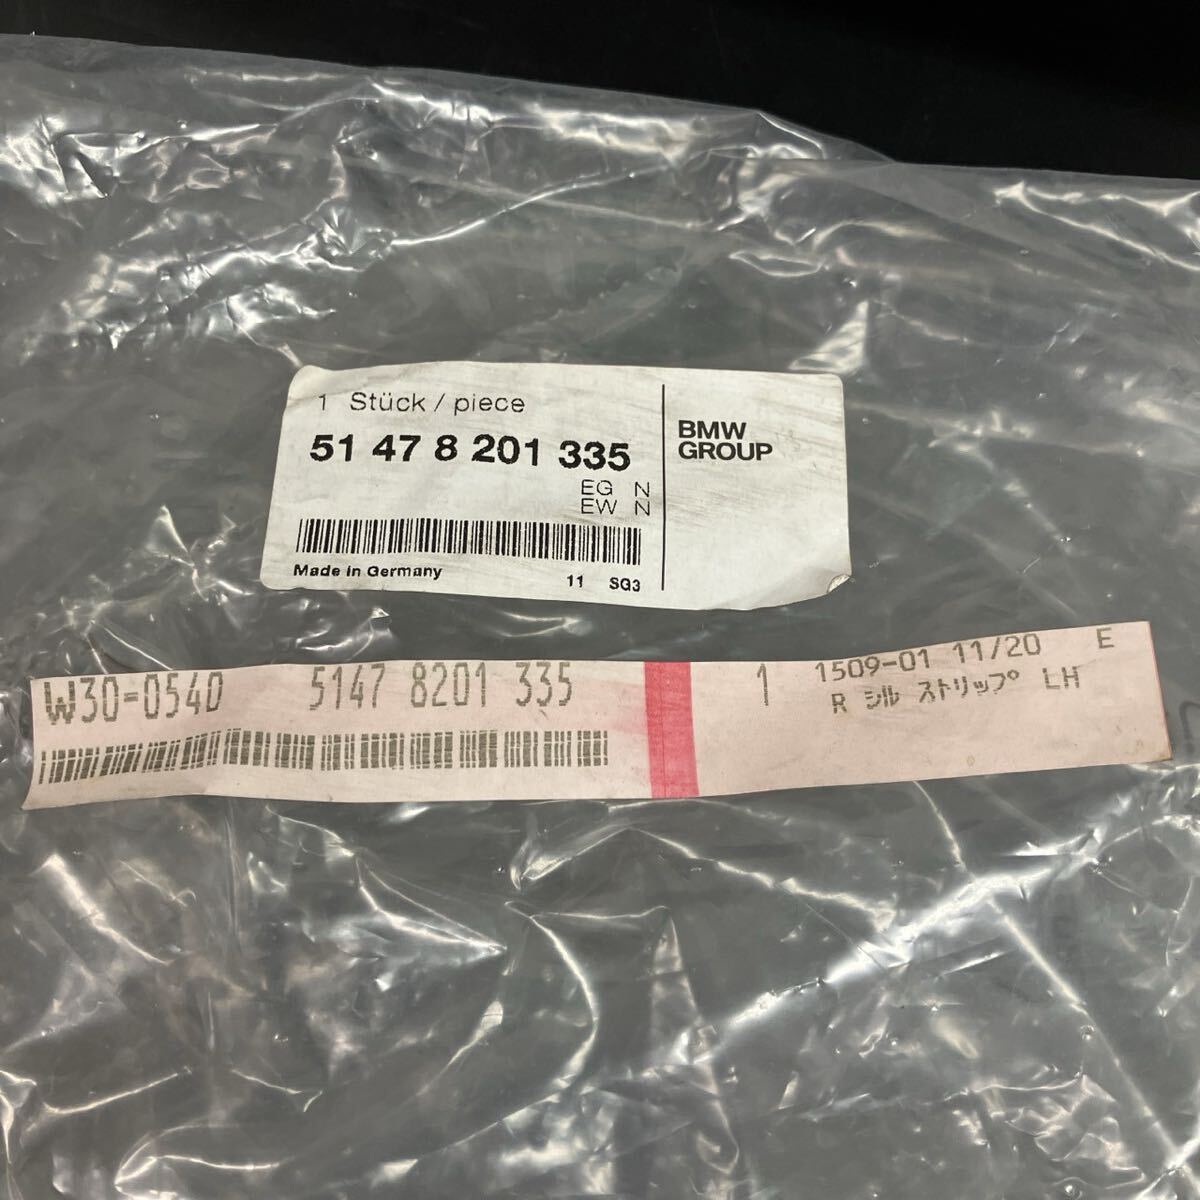 1 Stück / piece
51 47 8 201 335
EG N
EW N
Made in Germany 11 SG3
BMW
GROUP
W30-0540 5147 8201 335 1 1509-01 11/20 E
R シル ストリップ LH